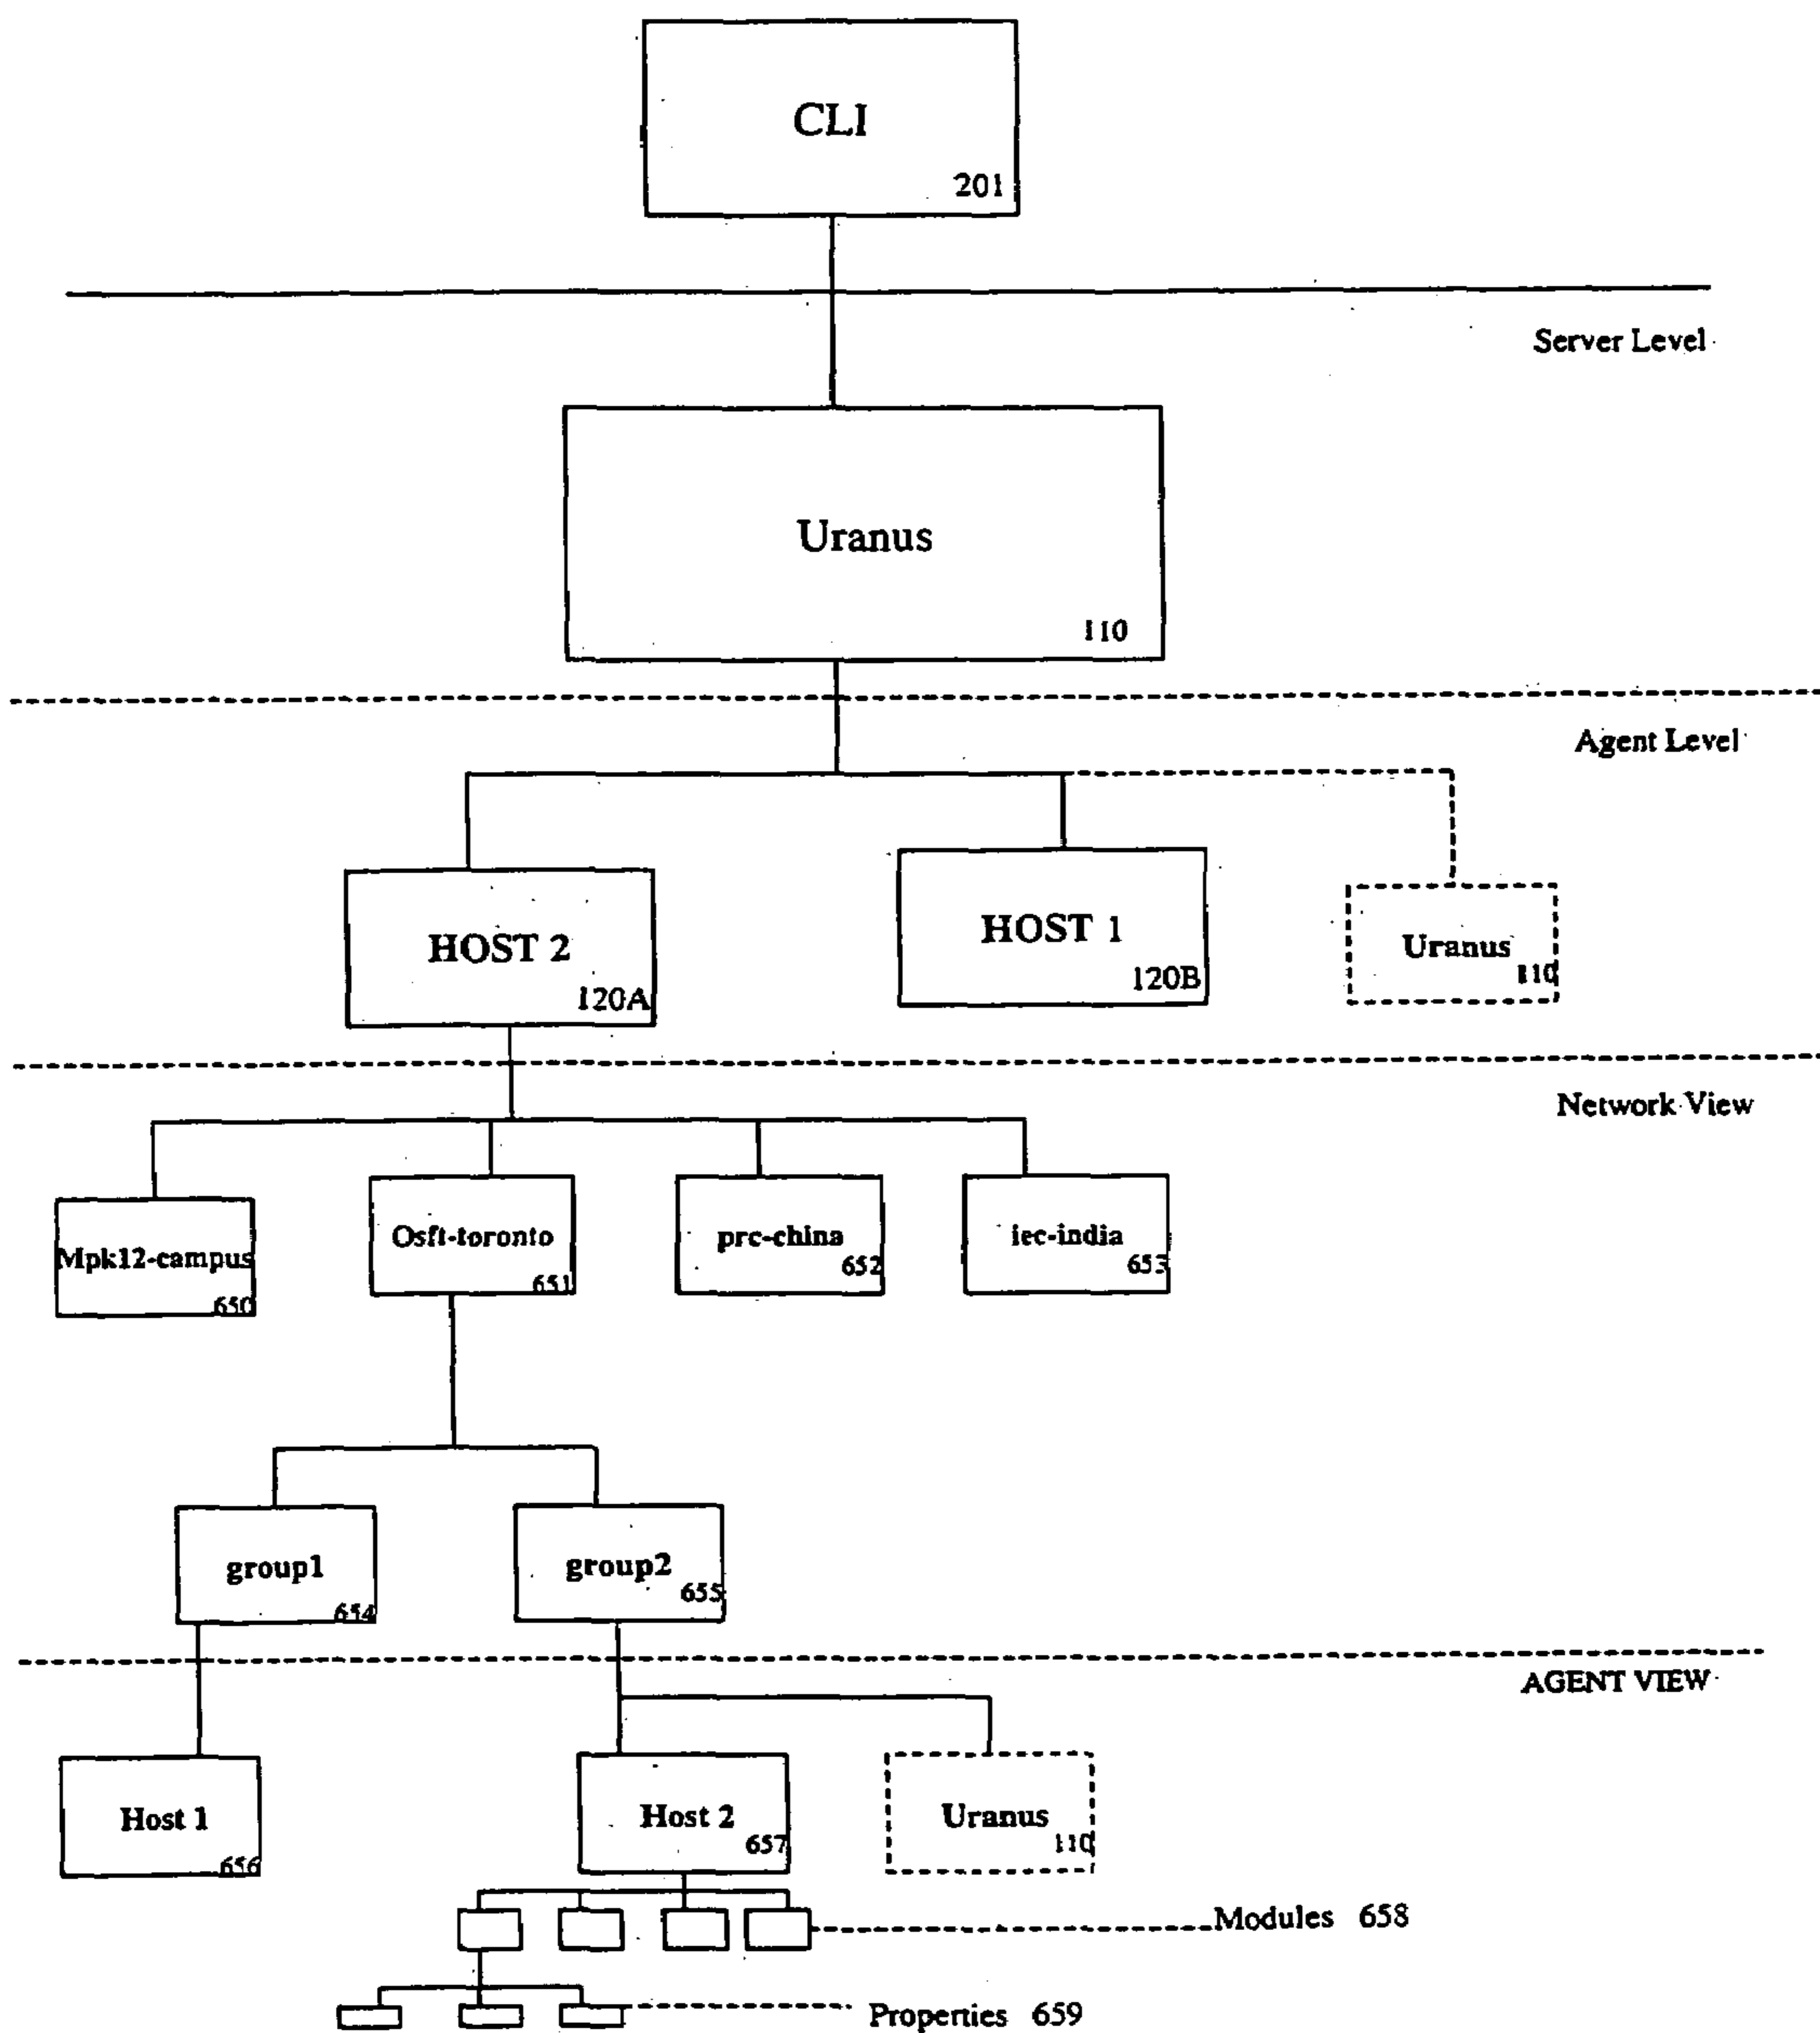 CLI
201
Server Level
Uranus
110
Agent Level
HOST 2
120A
HOST 1
120B
Uranus
110
Network View
Mpk12-campus
650
Osft-toronto
651
prc-china
652
iec-india
653
group1
654
group2
655
AGENT VIEW
Host 1
656
Host 2
657
Uranus
110
Modules 658
Properties 659